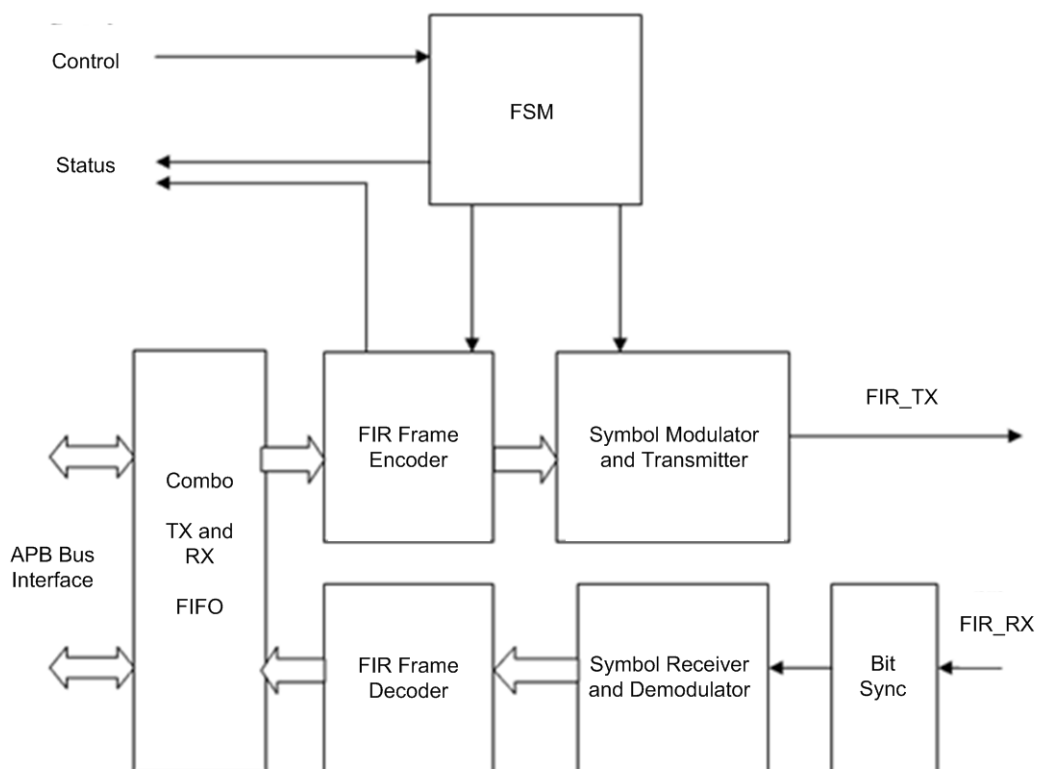 Control
FSM
Status
FIR_TX
FIR Frame
Encoder
Symbol Modulator
and Transmitter
Combo
TX and
RX
FIFO
APB Bus
Interface
FIR_RX
FIR Frame
Decoder
Symbol Receiver
and Demodulator
Bit
Sync